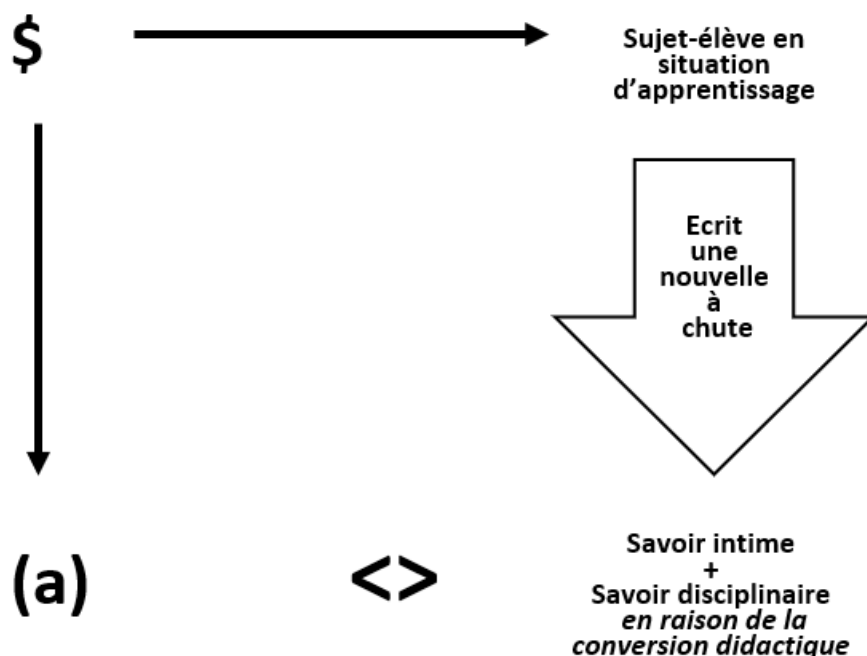 $
Sujet-élève en
situation
d’apprentissage
Ecrit
une
nouvelle
à
chute
(a)
<>
Savoir intime
+
Savoir disciplinaire
en raison de la
conversion didactique